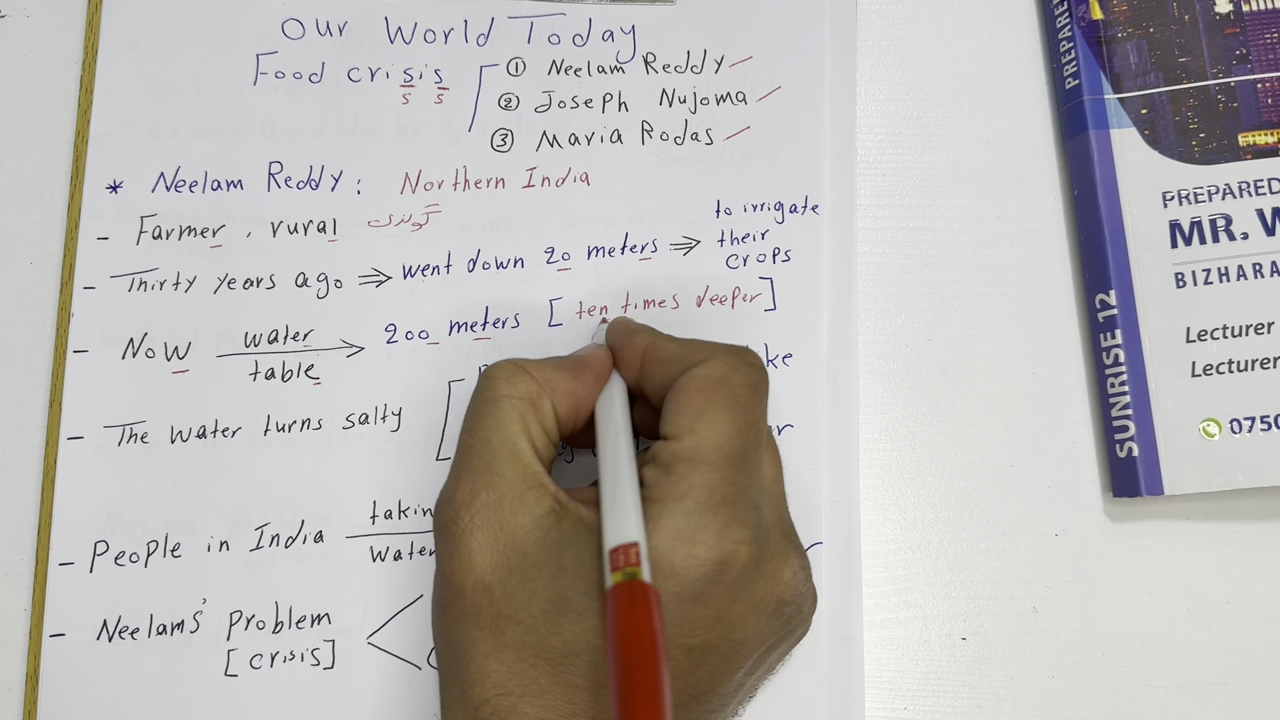 Our World Today
Food crisis
s s
① Neelam Reddy
② Joseph Nujoma
③ Maria Rodas
* Neelam Reddy : Northern India
- Farmer , rural
- Thirty years ago ⇒ went down 20 meters ⇒ to irrigate their crops
- Now water table → 200 meters [ten times deeper]
ke
- The water turns salty [
r
- People in India
takin
water
- Neelams' Problem
[crisis]
PREPARED
PREPARED
MR. W
BIZHARA
Lecturer
Lecturer
0750
SUNRISE 12